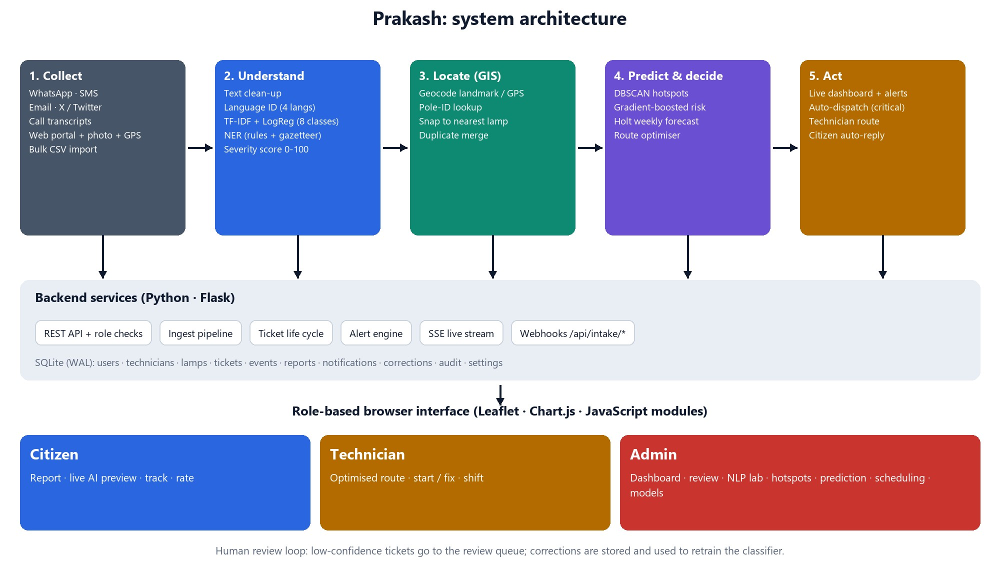 Prakash: system architecture
1. Collect
WhatsApp · SMS
Email · X / Twitter
Call transcripts
Web portal + photo + GPS
Bulk CSV import
2. Understand
Text clean-up
Language ID (4 langs)
TF-IDF + LogReg (8 classes)
NER (rules + gazetteer)
Severity score 0-100
3. Locate (GIS)
Geocode landmark / GPS
Pole-ID lookup
Snap to nearest lamp
Duplicate merge
4. Predict & decide
DBSCAN hotspots
Gradient-boosted risk
Holt weekly forecast
Route optimiser
5. Act
Live dashboard + alerts
Auto-dispatch (critical)
Technician route
Citizen auto-reply
Backend services (Python · Flask)
REST API + role checks
Ingest pipeline
Ticket life cycle
Alert engine
SSE live stream
Webhooks /api/intake/*
SQLite (WAL): users · technicians · lamps · tickets · events · reports · notifications · corrections · audit · settings
Role-based browser interface (Leaflet · Chart.js · JavaScript modules)
Citizen
Report · live AI preview · track · rate
Technician
Optimised route · start / fix · shift
Admin
Dashboard · review · NLP lab · hotspots · prediction · scheduling ·
models
Human review loop: low-confidence tickets go to the review queue; corrections are stored and used to retrain the classifier.